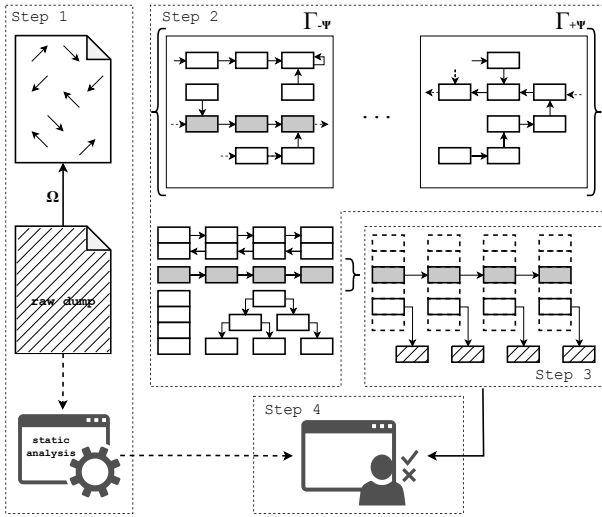 Step 1
Step 2
Γ-Ψ
Γ+Ψ
. . .
Ω
raw dump
Step 3
Step 4
static
analysis